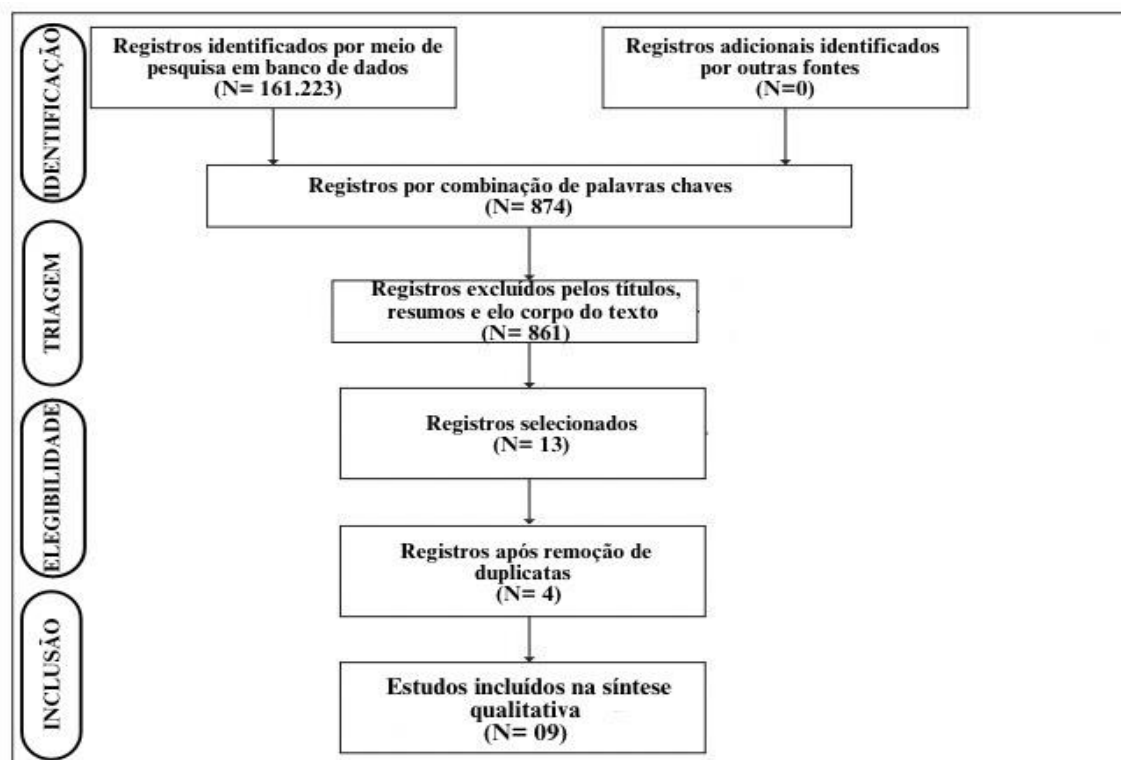 IDENTIFICAÇÃO
Registros identificados por meio de
pesquisa em banco de dados
(N= 161.223)
Registros adicionais identificados
por outras fontes
(N=0)
Registros por combinação de palavras chaves
(N= 874)
TRIAGEM
Registros excluídos pelos títulos,
resumos e elo corpo do texto
(N= 861)
ELEGIBILIDADE
Registros selecionados
(N= 13)
Registros após remoção de
duplicatas
(N= 4)
INCLUSÃO
Estudos incluídos na síntese
qualitativa
(N= 09)